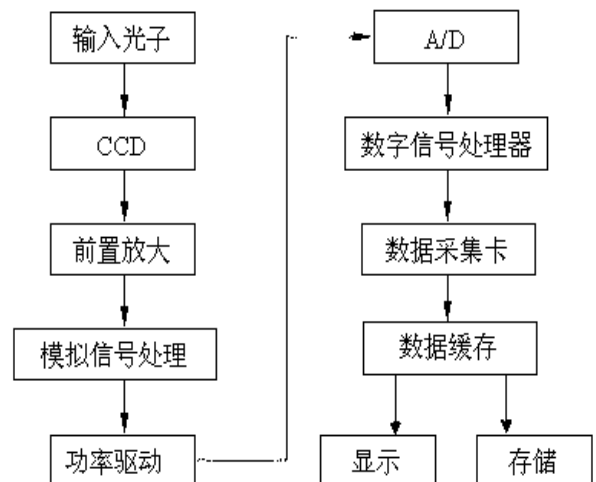 输入光子
CCD
前置放大
模拟信号处理
功率驱动
A/D
数字信号处理器
数据采集卡
数据缓存
显示
存储